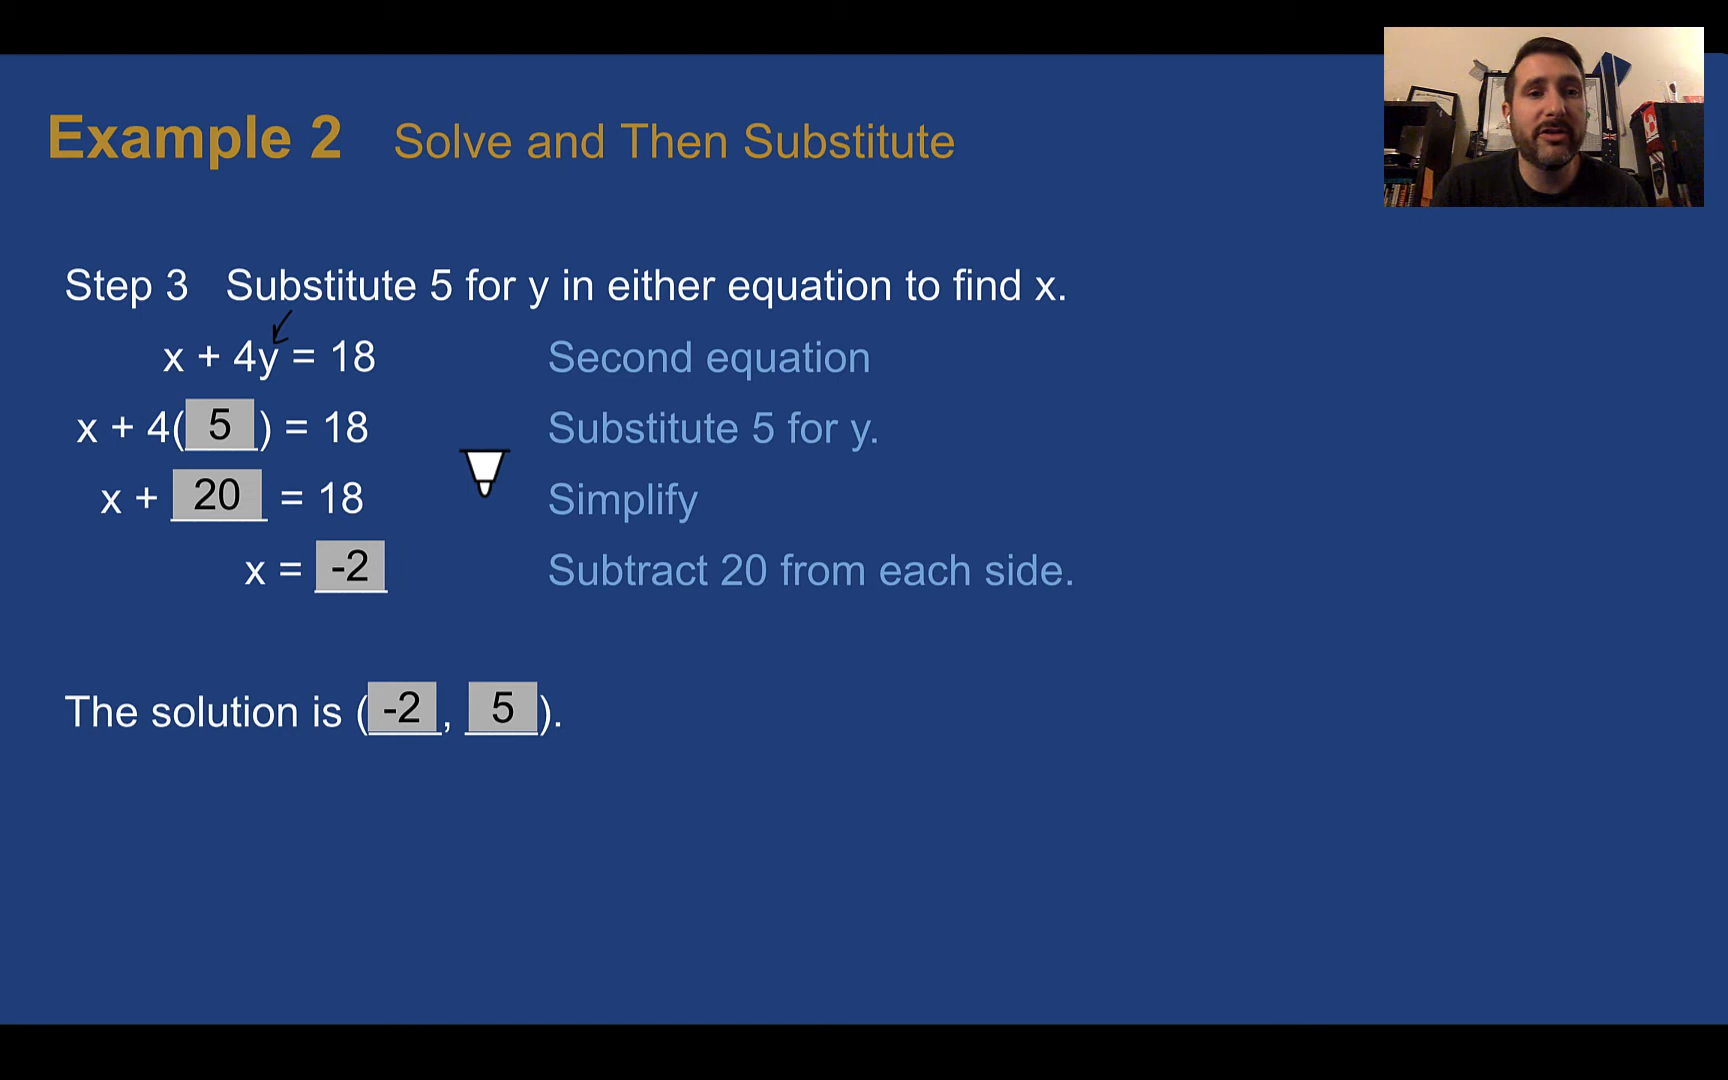 Example 2 Solve and Then Substitute
Step 3 Substitute 5 for y in either equation to find x.
x + 4y = 18 Second equation
x + 4( 5 ) = 18 Substitute 5 for y.
x + 20 = 18 Simplify
x = -2 Subtract 20 from each side.
The solution is ( -2 , 5 ).